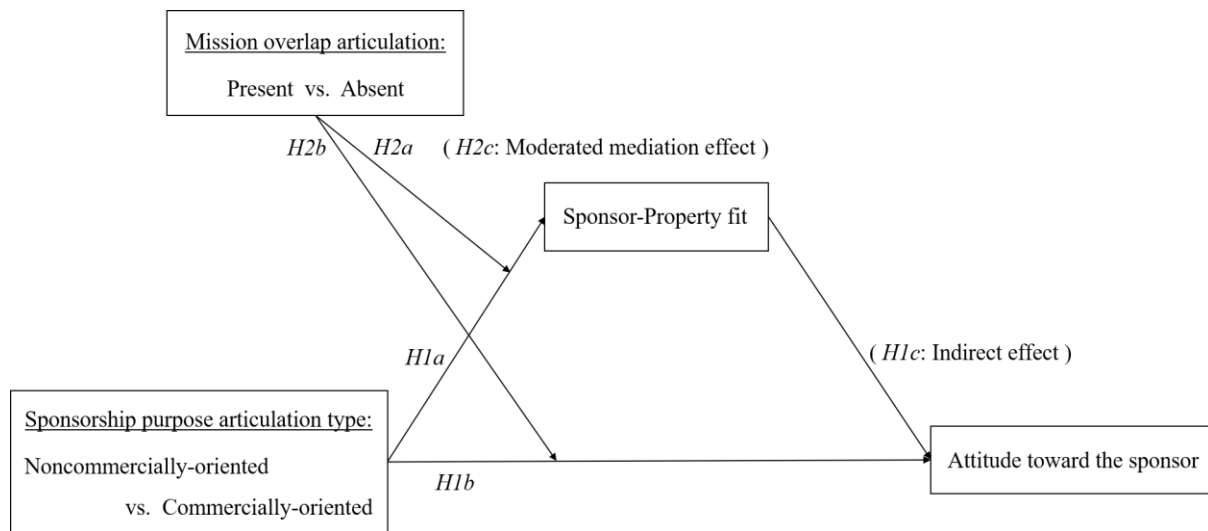 Mission overlap articulation:
Present vs. Absent
H2b
H2a
( H2c: Moderated mediation effect )
Sponsor-Property fit
H1a
( H1c: Indirect effect )
Sponsorship purpose articulation type:
Noncommercially-oriented
vs. Commercially-oriented
H1b
Attitude toward the sponsor